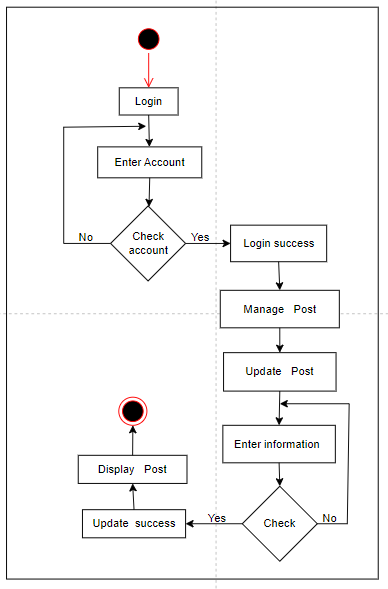 Login
Enter Account
Check
account
No
Yes
Login success
Manage Post
Update Post
Enter information
Check
No
Yes
Update success
Display Post